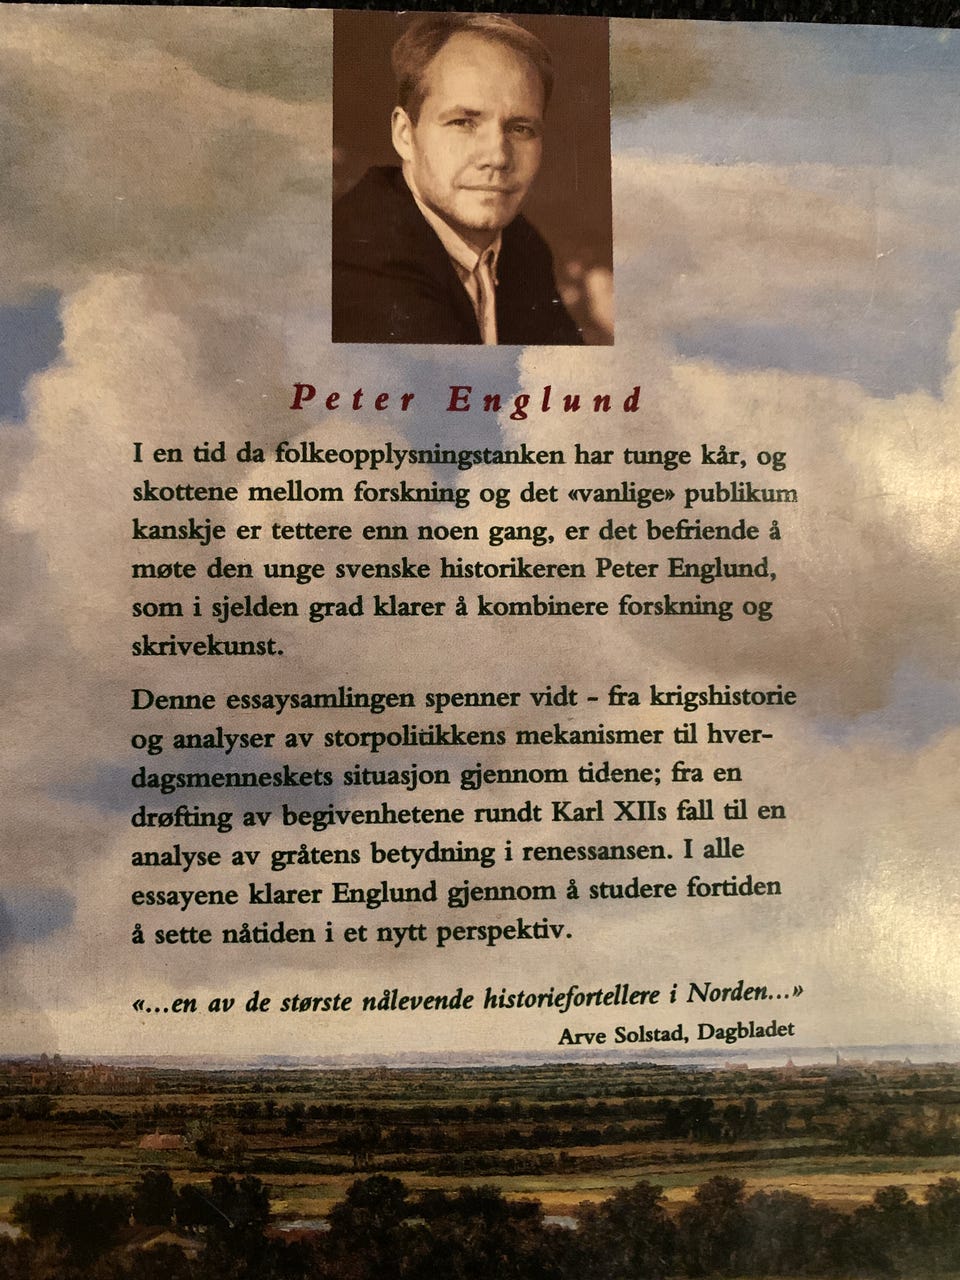 Peter Englund
I en tid da folkeopplysningstanken har tunge kår, og
skottene mellom forskning og det «vanlige» publikum
kanskje er tettere enn noen gang, er det befriende å
møte den unge svenske historikeren Peter Englund,
som i sjelden grad klarer å kombinere forskning og
skrivekunst.
Denne essaysamlingen spenner vidt – fra krigshistorie
og analyser av storpolitikkens mekanismer til hver-
dagsmenneskets situasjon gjennom tidene; fra en
drøfting av begivenhetene rundt Karl XIIs fall til en
analyse av gråtens betydning i renessansen. I alle
essayene klarer Englund gjennom å studere fortiden
å sette nåtiden i et nytt perspektiv.
«...en av de største nålevende historiefortellere i Norden...»
Arve Solstad, Dagbladet